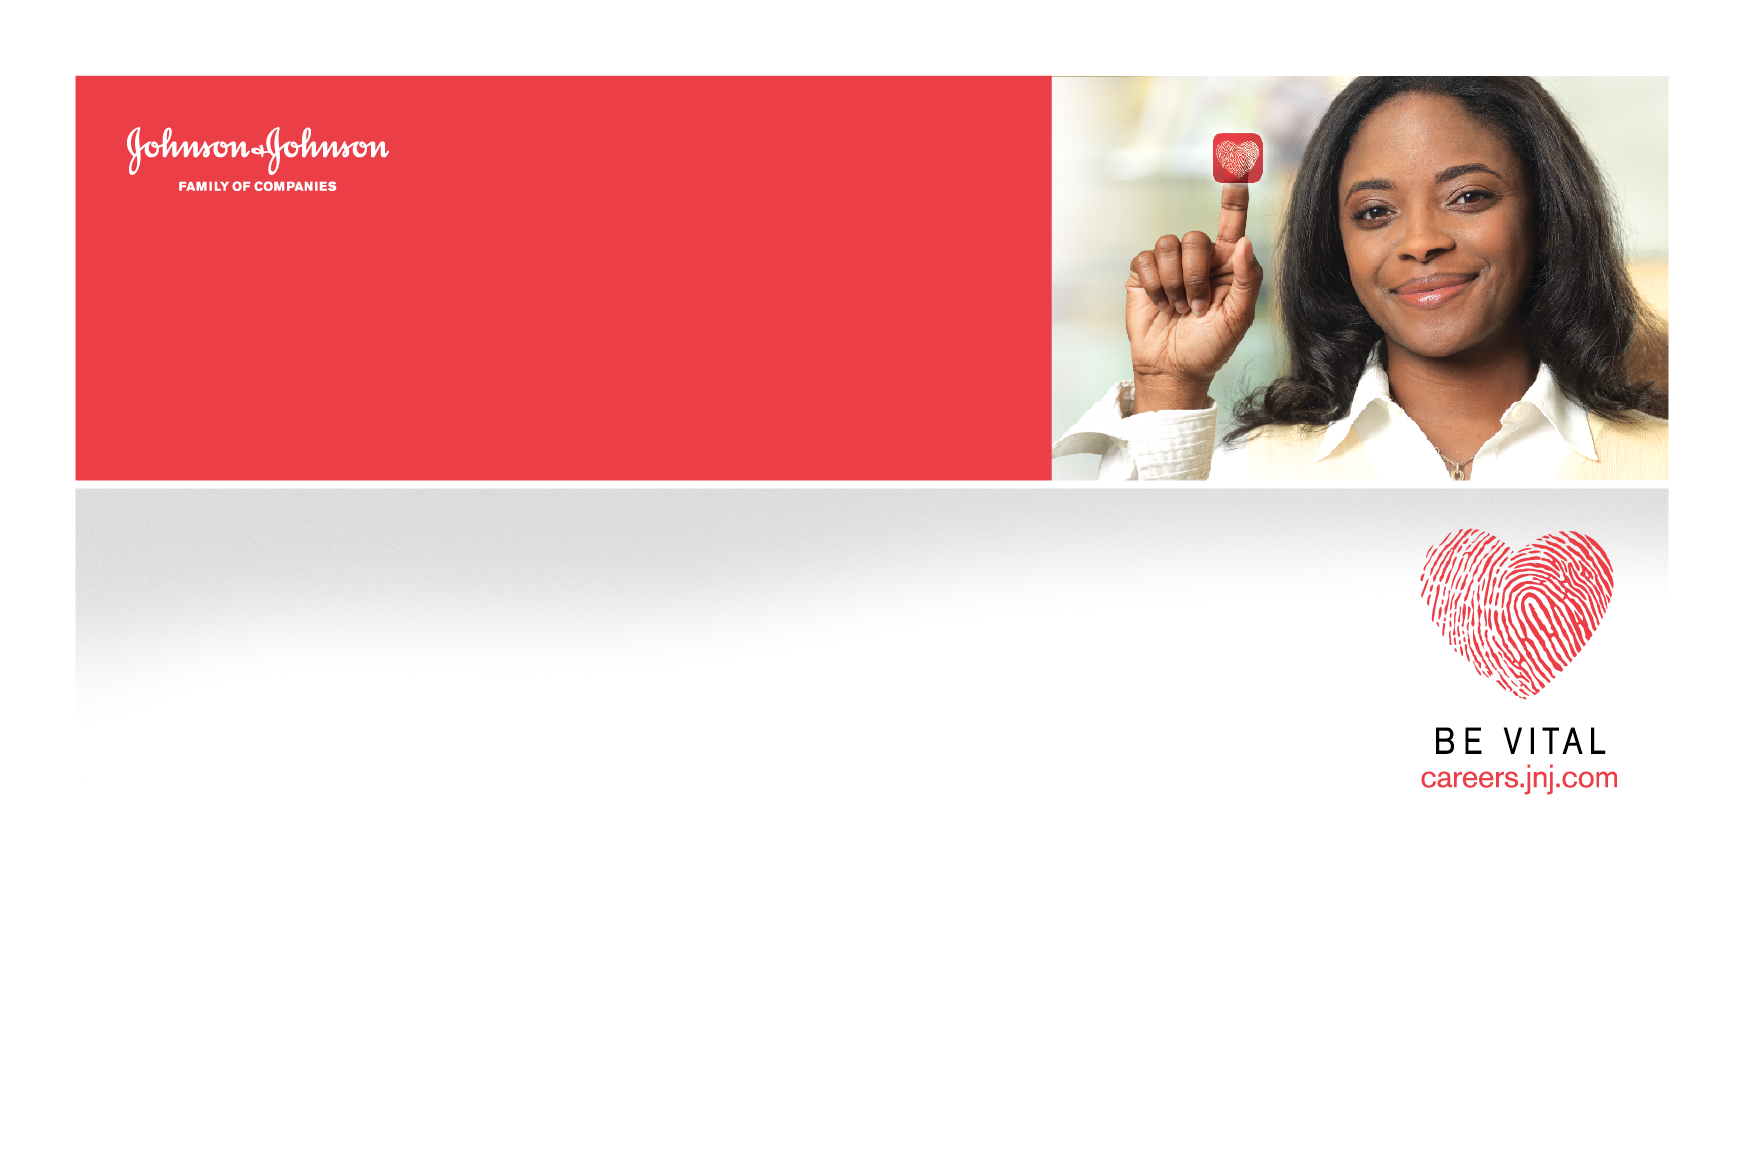 Johnson & Johnson
FAMILY OF COMPANIES
BE VITAL
careers.jnj.com